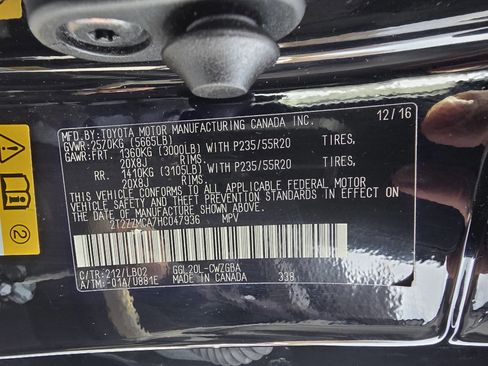 12/16
MFD.BY:TOYOTA MOTOR MANUFACTURING CANADA INC.
GVWR:2570KG (5665LB)
GAWR:FRT. 1360KG (3000LB) WITH P235/55R20 TIRES,
20X8J RIMS.
RR. 1410KG (3105LB) WITH P235/55R20 TIRES,
20X8J RIMS.
THIS VEHICLE CONFORMS TO ALL APPLICABLE FEDERAL MOTOR
VEHICLE SAFETY AND THEFT PREVENTION STANDARDS IN EFFECT ON
THE DATE OF MANUFACTURE SHOWN ABOVE.
2T2ZZMCA7HC047936 MPV
C/TR:212/LB02 GGL20L-CWZGBA
A/TM:-01A/U881E MADE IN CANADA 338
2